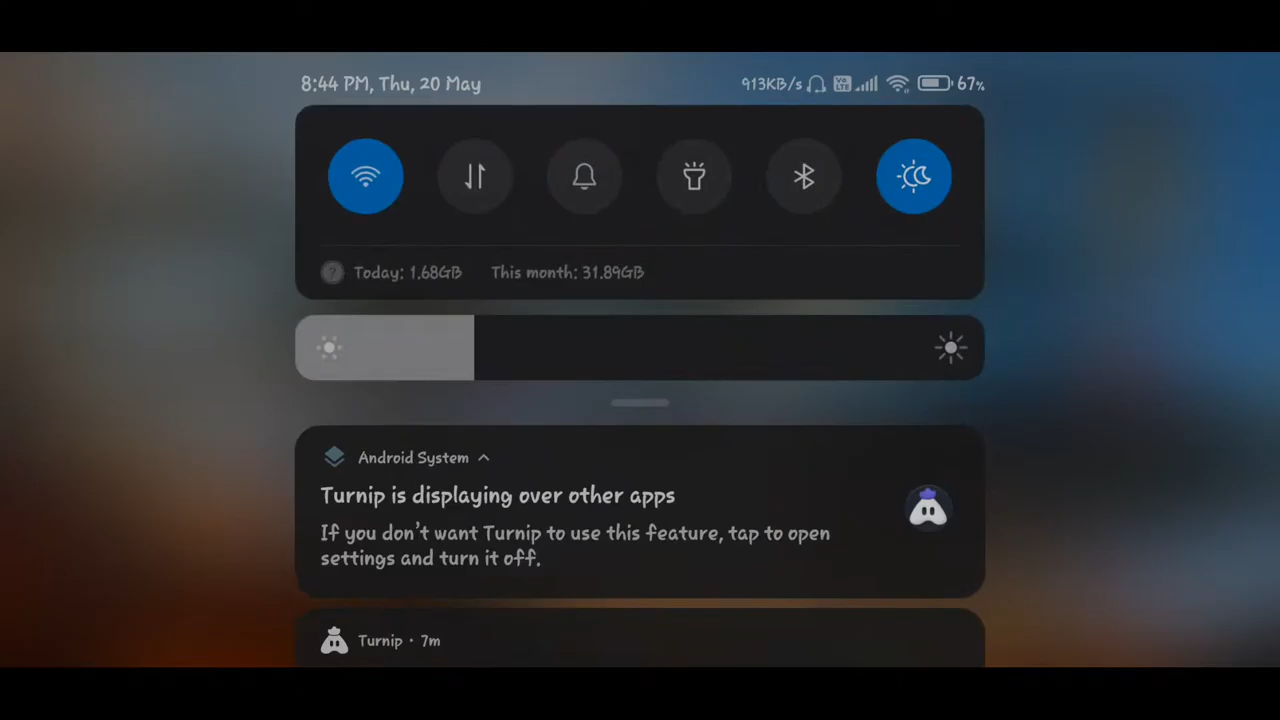 8:44 PM, Thu, 20 May 913KB/s Vo LTE 67%
Today: 1.68GB This month: 31.89GB
Android System
Turnip is displaying over other apps
If you don't want Turnip to use this feature, tap to open
settings and turn it off.
Turnip · 7m